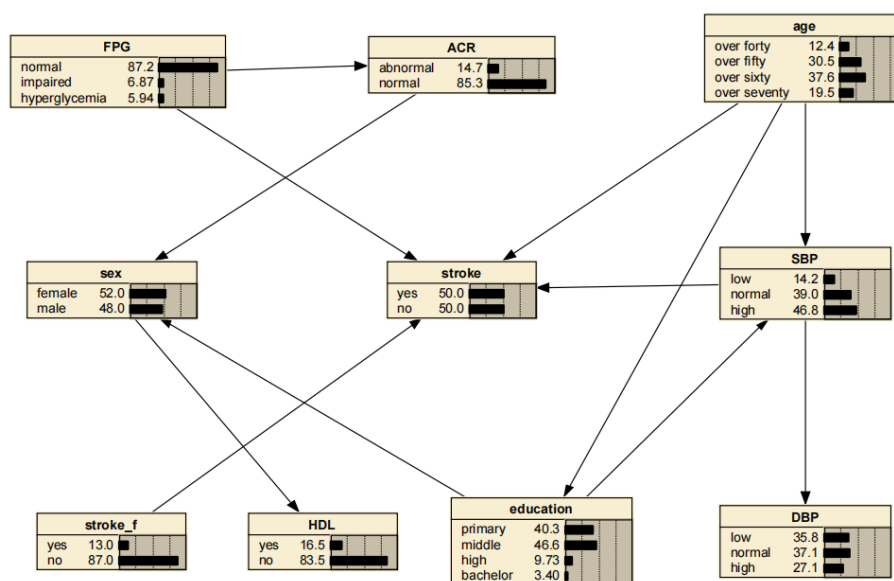 FPG
normal 87.2
impaired 6.87
hyperglycemia 5.94
ACR
abnormal 14.7
normal 85.3
age
over forty 12.4
over fifty 30.5
over sixty 37.6
over seventy 19.5
sex
female 52.0
male 48.0
stroke
yes 50.0
no 50.0
SBP
low 14.2
normal 39.0
high 46.8
stroke_f
yes 13.0
no 87.0
HDL
yes 16.5
no 83.5
education
primary 40.3
middle 46.6
high 9.73
bachelor 3.40
DBP
low 35.8
normal 37.1
high 27.1